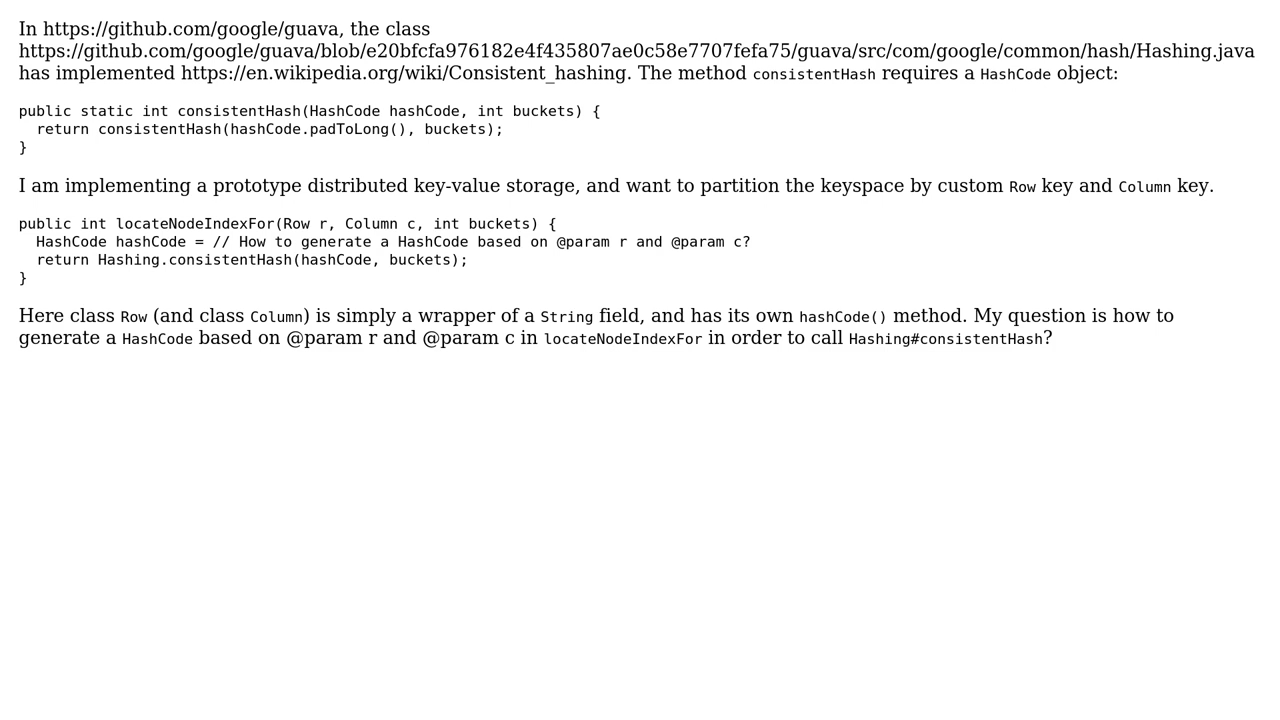 In https://github.com/google/guava, the class
https://github.com/google/guava/blob/e20bfcfa976182e4f435807ae0c58e7707fefa75/guava/src/com/google/common/hash/Hashing.java
has implemented https://en.wikipedia.org/wiki/Consistent_hashing. The method consistentHash requires a HashCode object:
public static int consistentHash(HashCode hashCode, int buckets) {
  return consistentHash(hashCode.padToLong(), buckets);
}
I am implementing a prototype distributed key-value storage, and want to partition the keyspace by custom Row key and Column key.
public int locateNodeIndexFor(Row r, Column c, int buckets) {
  HashCode hashCode = // How to generate a HashCode based on @param r and @param c?
  return Hashing.consistentHash(hashCode, buckets);
}
Here class Row (and class Column) is simply a wrapper of a String field, and has its own hashCode() method. My question is how to
generate a HashCode based on @param r and @param c in locateNodeIndexFor in order to call Hashing#consistentHash?